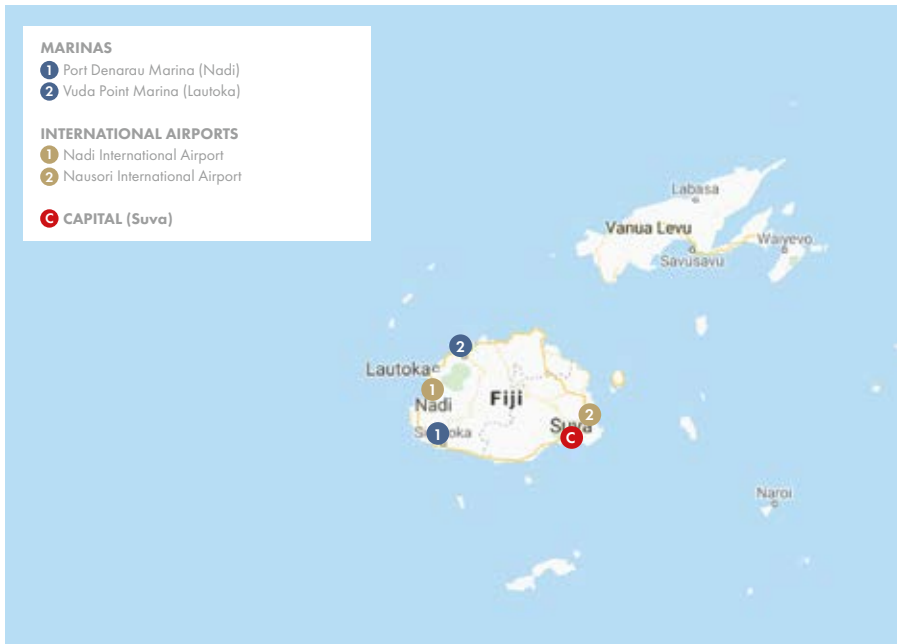 MARINAS
1 Port Denarau Marina (Nadi)
2 Vuda Point Marina (Lautoka)
INTERNATIONAL AIRPORTS
1 Nadi International Airport
2 Nausori International Airport
C CAPITAL (Suva)
Labasa
Vanua Levu
Waiyevo
Savusavu
2
Lautoka
1
Nadi
Fiji
2
Suva
1
C
Naroi